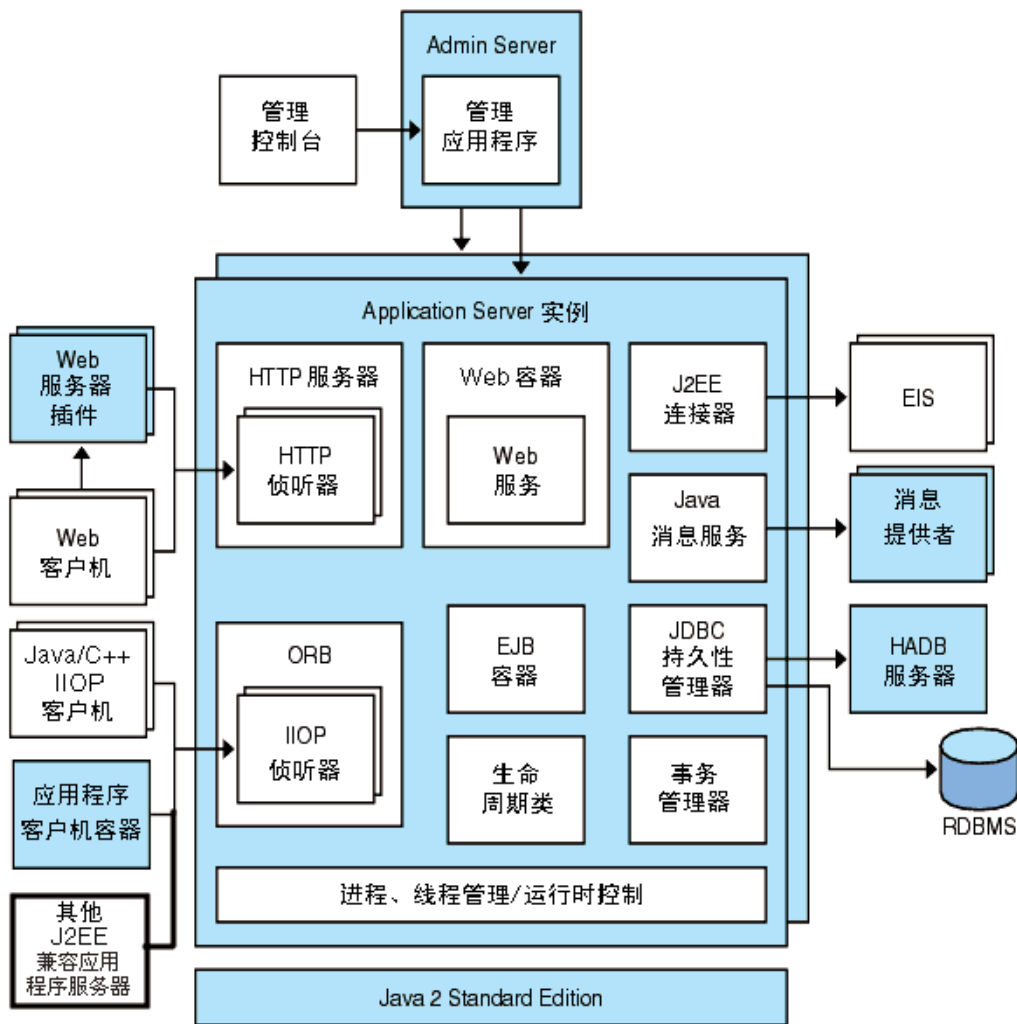 Admin Server
管理
控制台
管理
应用程序
Application Server 实例
Web
服务器
插件
HTTP 服务器
HTTP
侦听器
Web 容器
Web
服务
J2EE
连接器
EIS
Web
客户机
Java
消息服务
消息
提供者
Java/C++
IIOP
客户机
ORB
IIOP
侦听器
EJB
容器
JDBC
持久性
管理器
HADB
服务器
应用程序
客户机容器
生命
周期类
事务
管理器
RDBMS
其他
J2EE
兼容应用
程序服务器
进程、线程管理/运行时控制
Java 2 Standard Edition